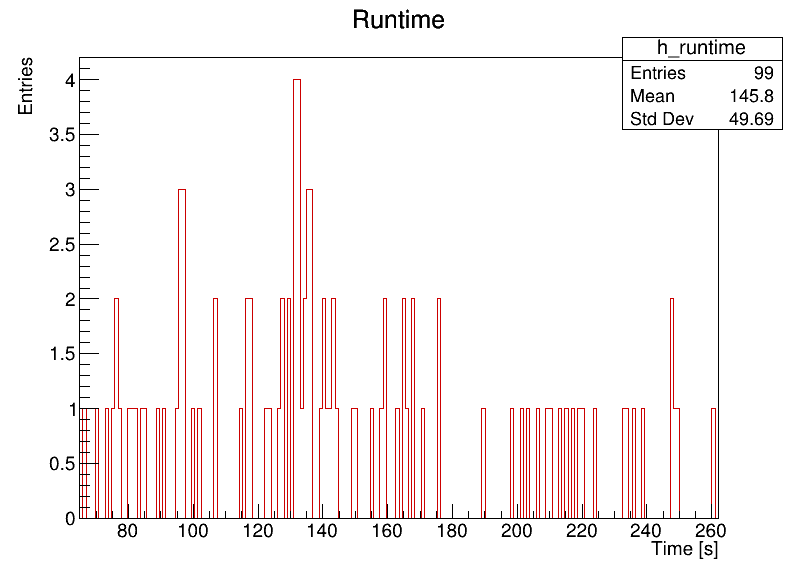 Runtime
h_runtime
Entries 99
Mean 145.8
Std Dev 49.69
Entries
4
3.5
3
2.5
2
1.5
1
0.5
0
80 100 120 140 160 180 200 220 240 260
Time [s]